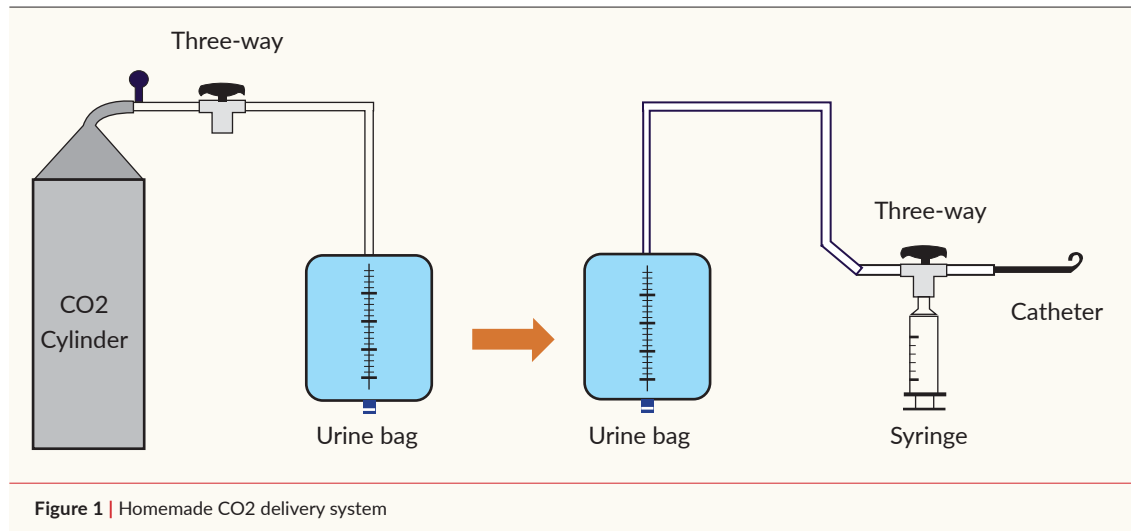 Three-way
CO2
Cylinder
Urine bag
Urine bag
Three-way
Catheter
Syringe
Figure 1 | Homemade CO2 delivery system